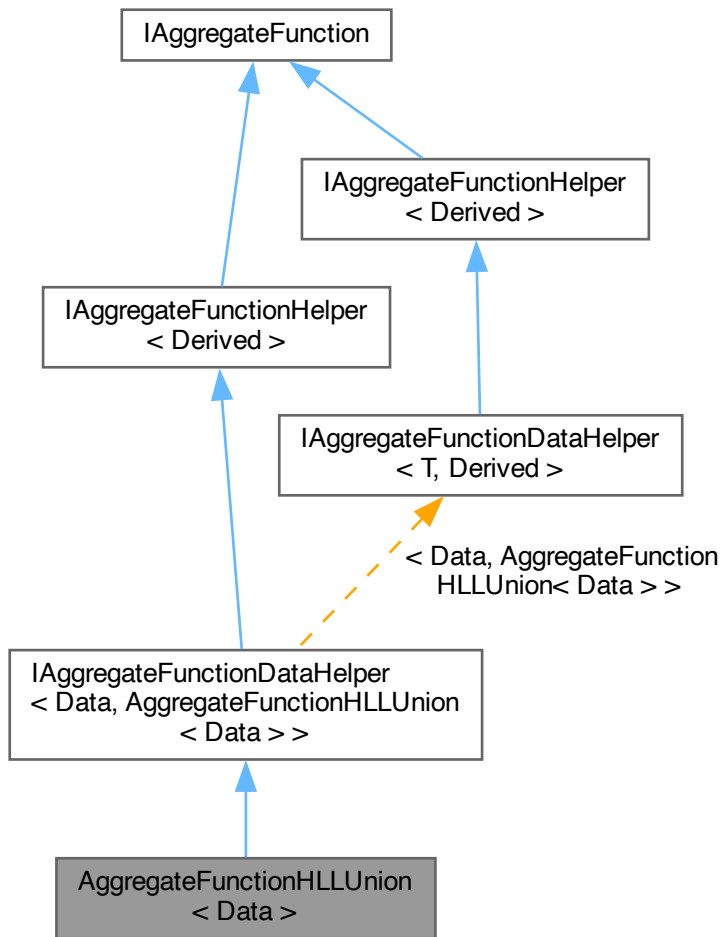 IAggregateFunction
IAggregateFunctionHelper
< Derived >
IAggregateFunctionHelper
< Derived >
IAggregateFunctionDataHelper
< T, Derived >
< Data, AggregateFunction
HLLUnion< Data > >
IAggregateFunctionDataHelper
< Data, AggregateFunctionHLLUnion
< Data > >
AggregateFunctionHLLUnion
< Data >